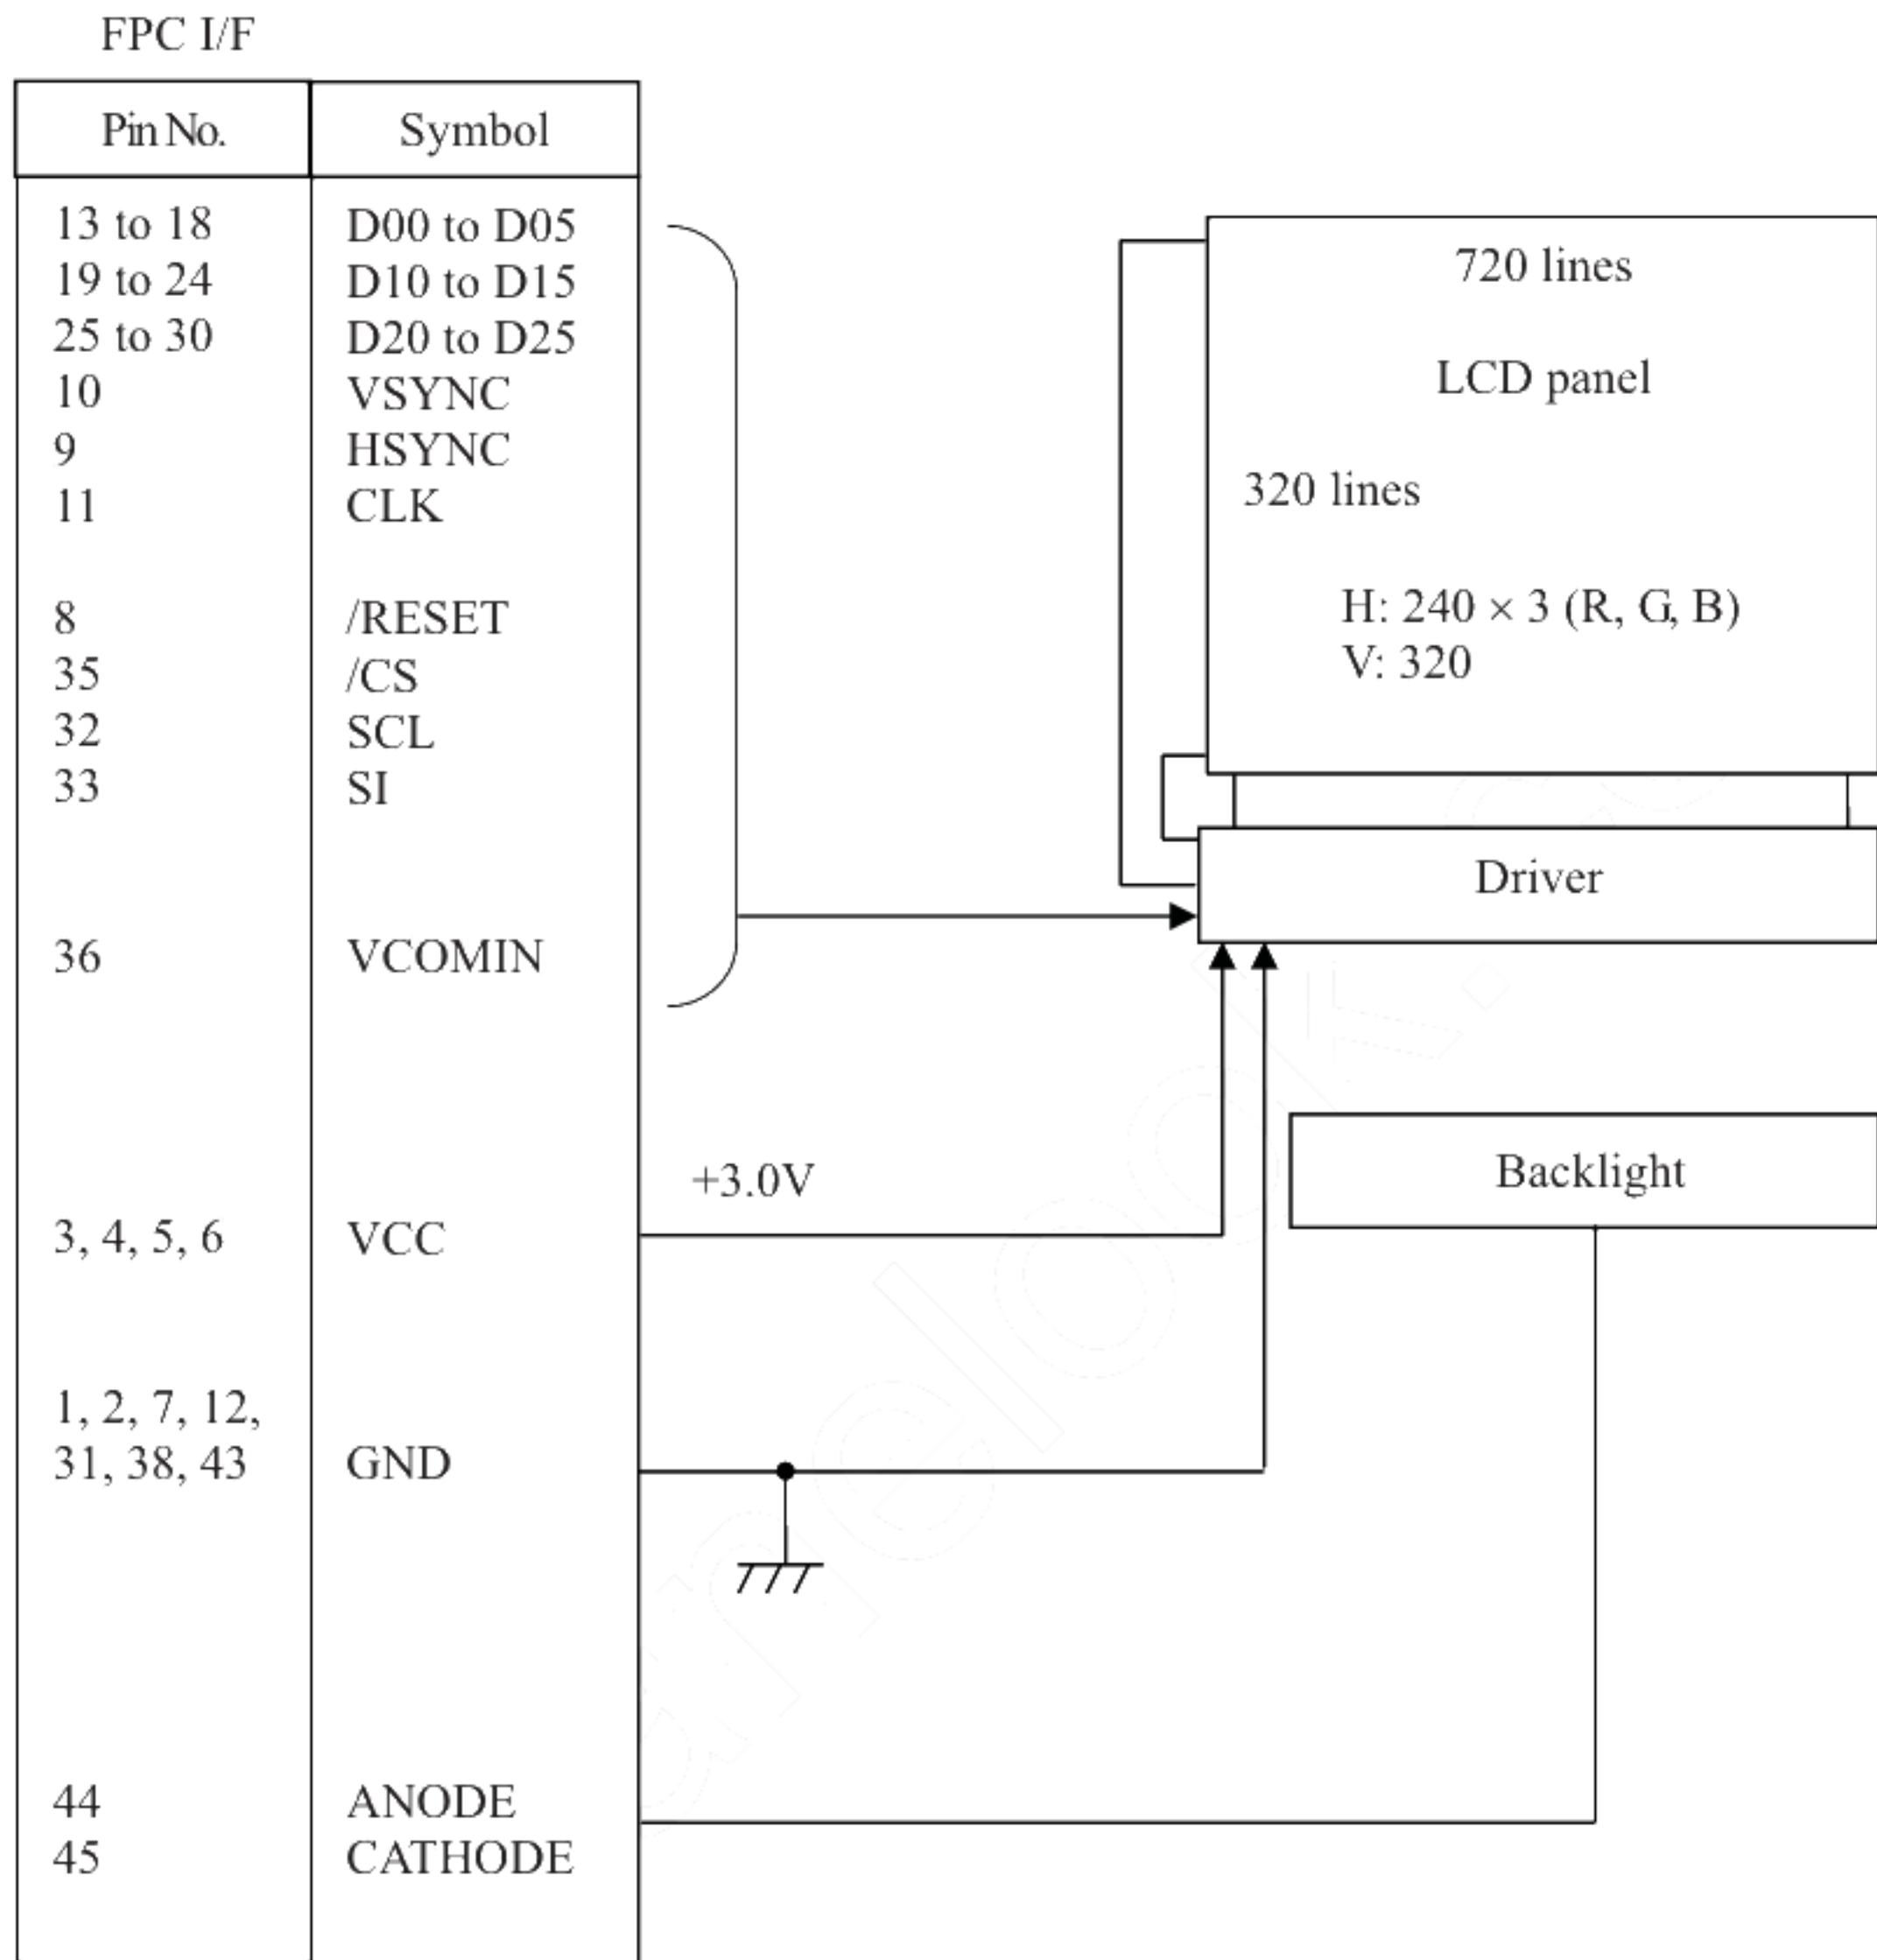 FPC I/F
Pin No. Symbol
13 to 18 D00 to D05
19 to 24 D10 to D15
25 to 30 D20 to D25
10 VSYNC
9 HSYNC
11 CLK
8 /RESET
35 /CS
32 SCL
33 SI
36 VCOMIN
3, 4, 5, 6 VCC
1, 2, 7, 12,
31, 38, 43 GND
44 ANODE
45 CATHODE
+3.0V
720 lines
LCD panel
320 lines
H: 240 × 3 (R, G, B)
V: 320
Driver
Backlight